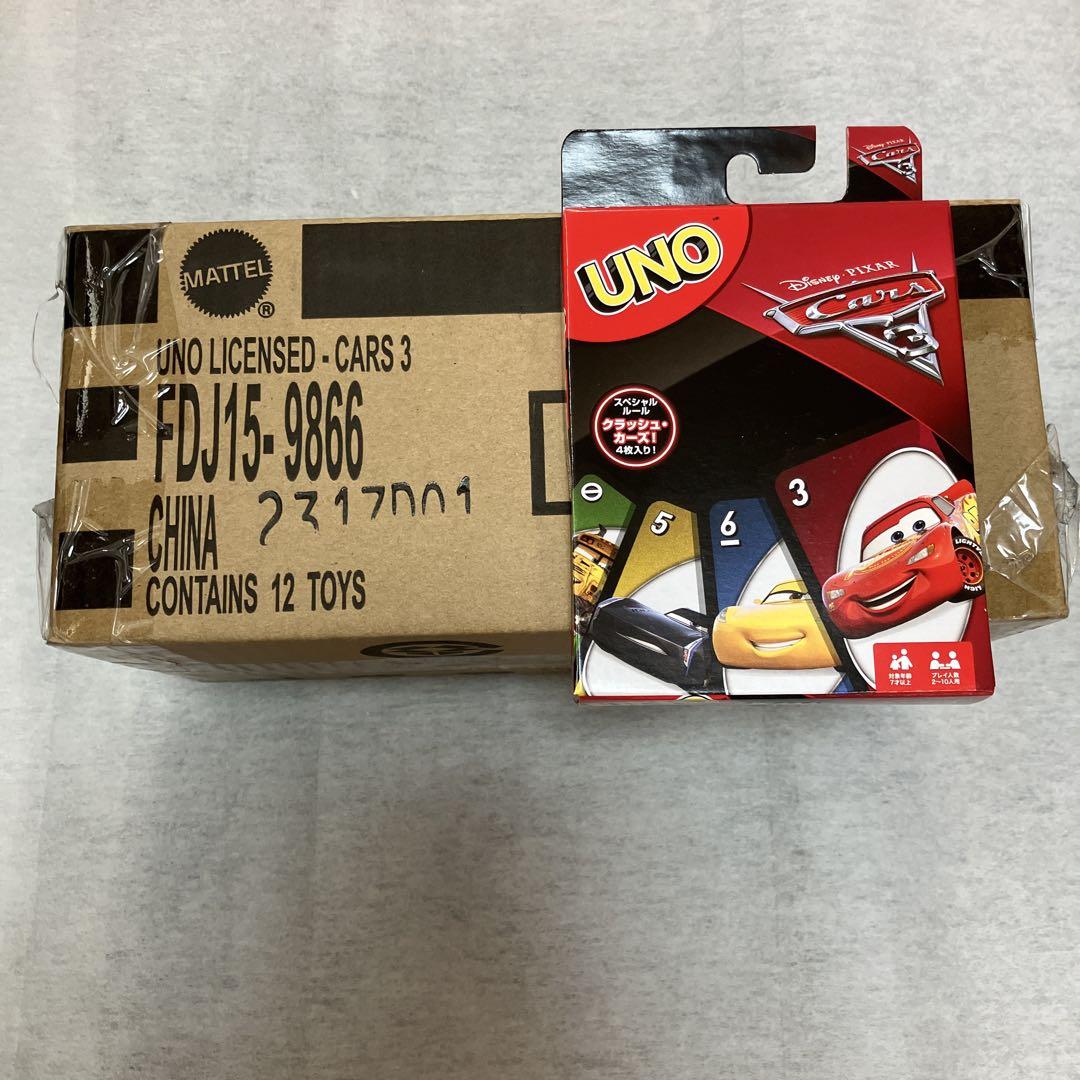 MATTEL
®
UNO LICENSED - CARS 3
FDJ15-9866
CHINA 2317D01
CONTAINS 12 TOYS
Disney PIXAR
Cars
3
UNO
Disney PIXAR
Cars
3
スペシャル
ルール
クラッシュ・
カーズ!
4枚入り!
5
6
3
対象年齢
7才以上
プレイ人数
2~10人用